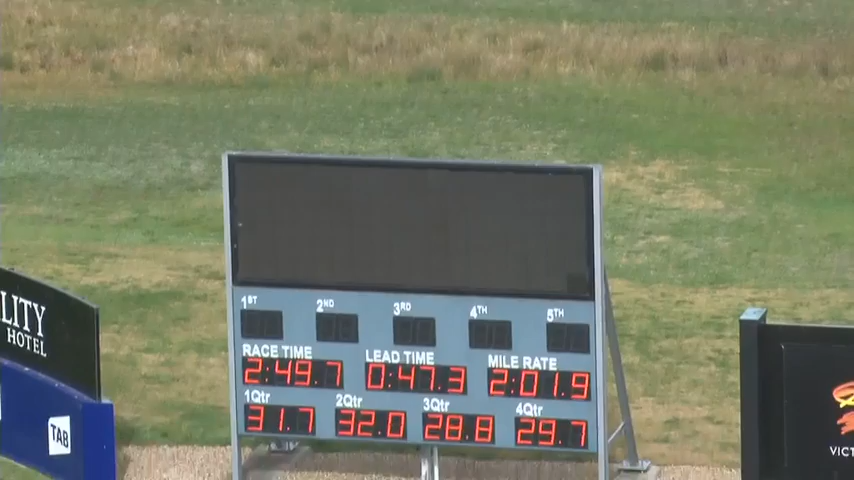 1ST 2ND 3RD 4TH 5TH
RACE TIME LEAD TIME MILE RATE
2:49.7 0:47.3 2:01.9
1Qtr 2Qtr 3Qtr 4Qtr
31.7 32.0 28.8 29.7
LITY
HOTEL
TAB
VICT